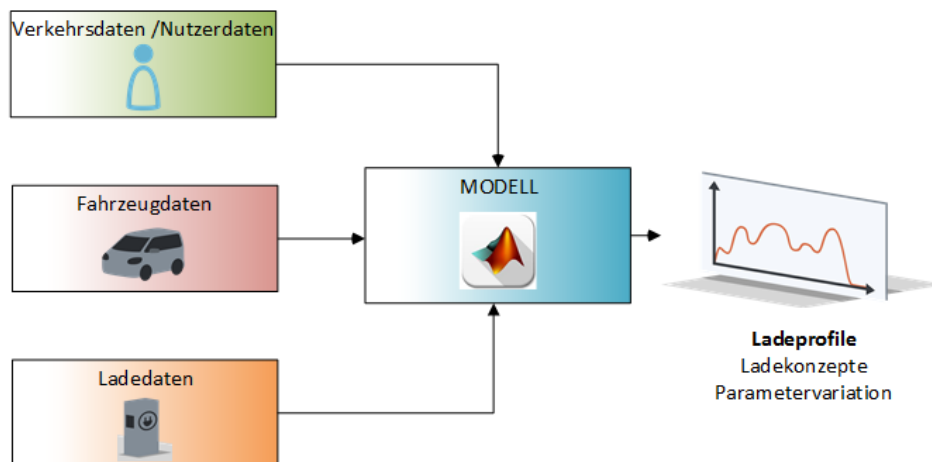 Verkehrsdaten /Nutzerdaten
Fahrzeugdaten
MODELL
Ladedaten
Ladeprofile
Ladekonzepte
Parametervariation